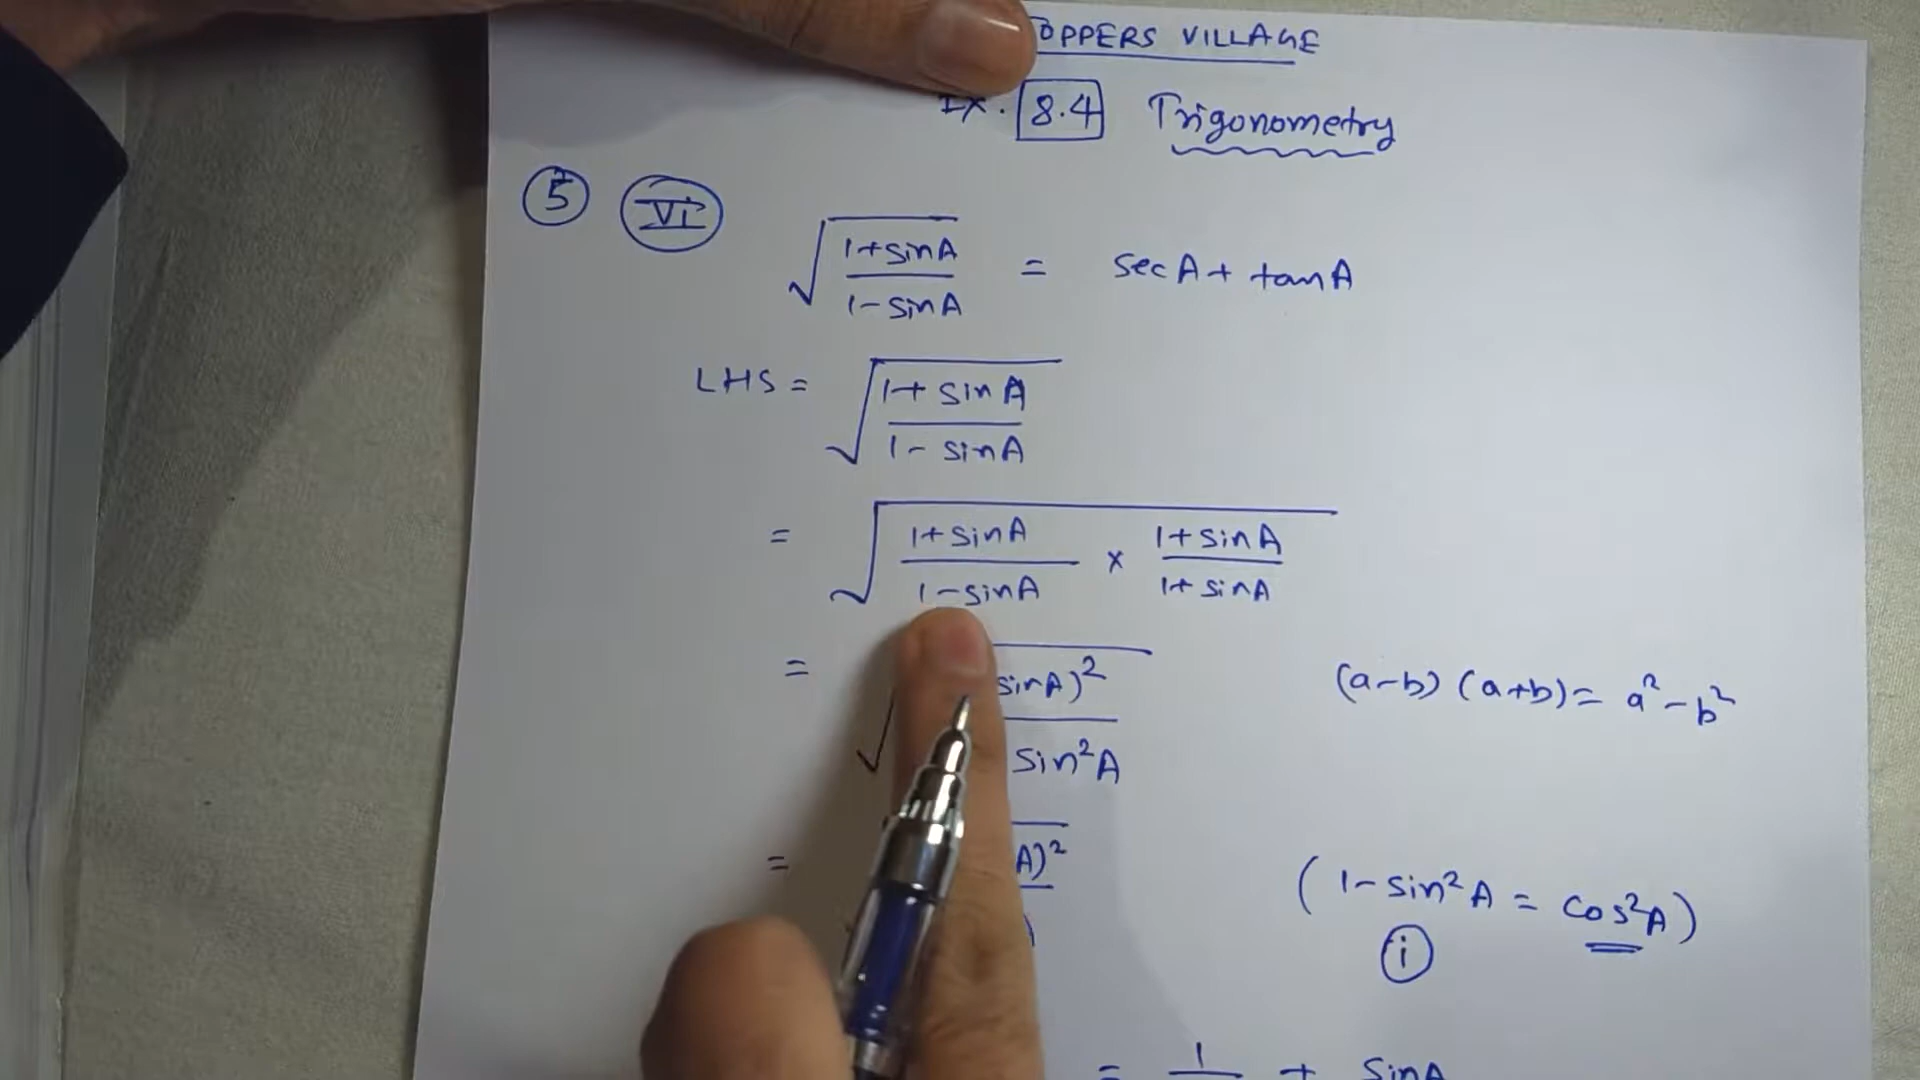 OPPERS VILLAGE
8.4 Trigonometry
5 vi
√ 1+sinA / 1-sinA = secA + tanA
LHS = √ 1+ sinA / 1- sinA
= √ 1+sinA / 1-sinA × 1+sinA / 1+sinA
= sinA)² / sin²A (a-b) (a+b) = a²-b²
= A)² (1-sin²A = cos²A)
i
= 1 + sinA